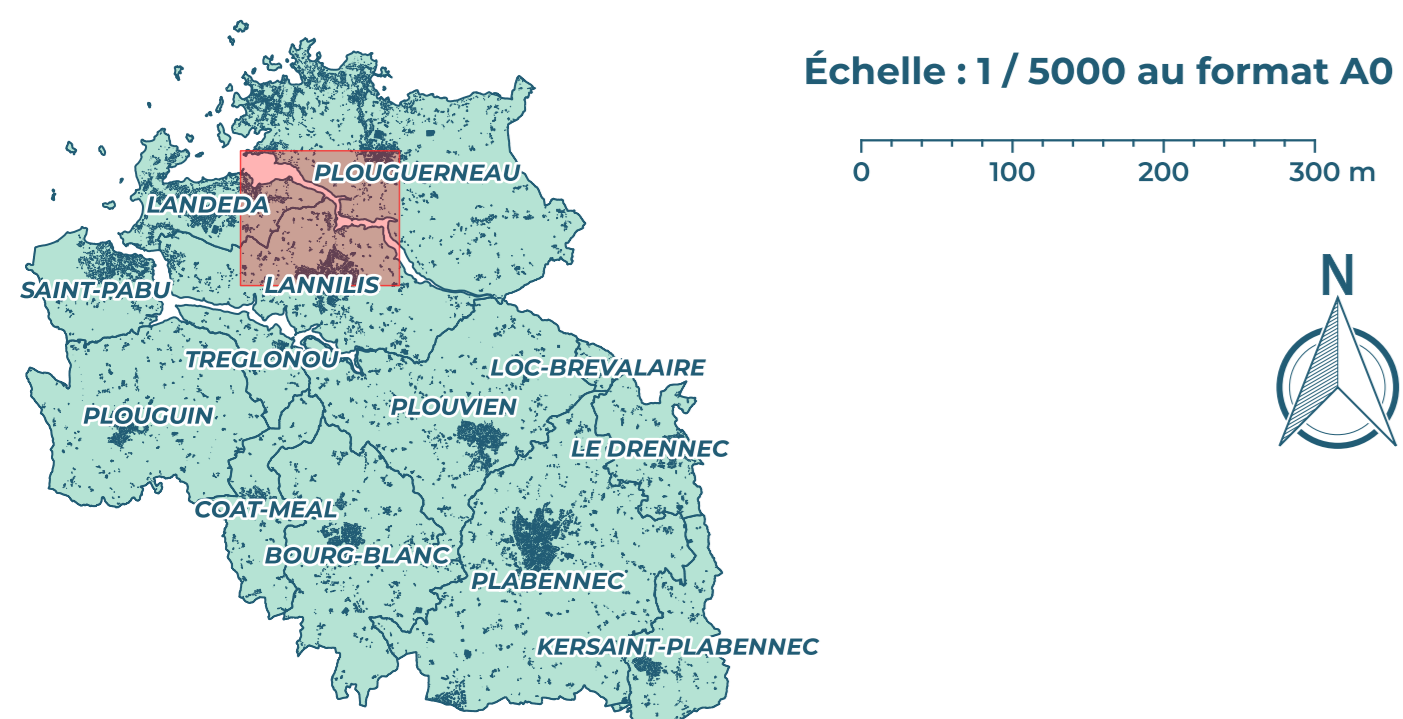 Échelle : 1 / 5000 au format A0
0 100 200 300 m
N
PLOUGUERNEAU
LANDEDA
LANNILIS
SAINT-PABU
TREGLONOU
LOC-BREVALAIRE
PLOUVIEN
PLOUGUIN
LE DRENNEC
COAT-MEAL
BOURG-BLANC
PLABENNEC
KERSAINT-PLABENNEC